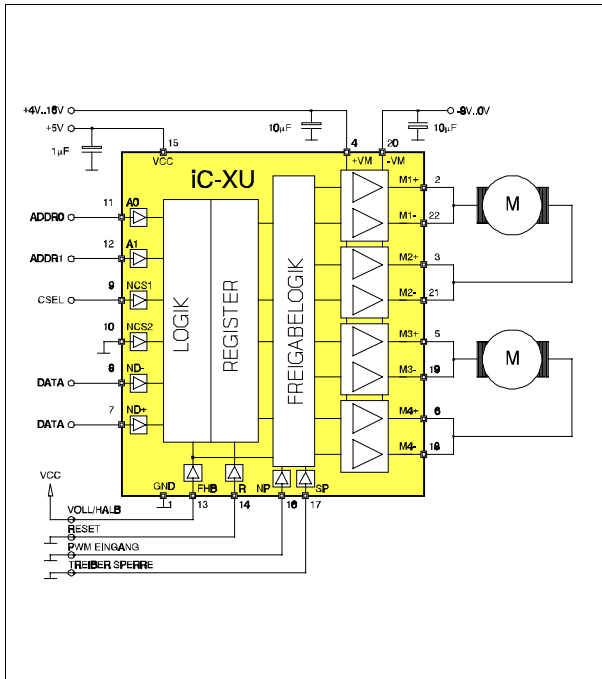 +4V..16V
-8V..0V
10µF
10µF
+5V
1µF
15
4
20
VCC
+VM
-VM
iC-XU
11
A0
M1+
2
ADDR0
M
M1-
22
12
A1
M2+
3
ADDR1
9
NCS1
M2-
21
CSEL
10
NCS2
M3+
5
M
8
ND-
M3-
19
DATA
7
ND+
M4+
6
DATA
M4-
18
LOGIK
REGISTER
FREIGABELOGIK
VCC
GND
FHB
R
NP
SP
1
13
14
16
17
VOLL/HALB
RESET
PWM EINGANG
TREIBER SPERRE